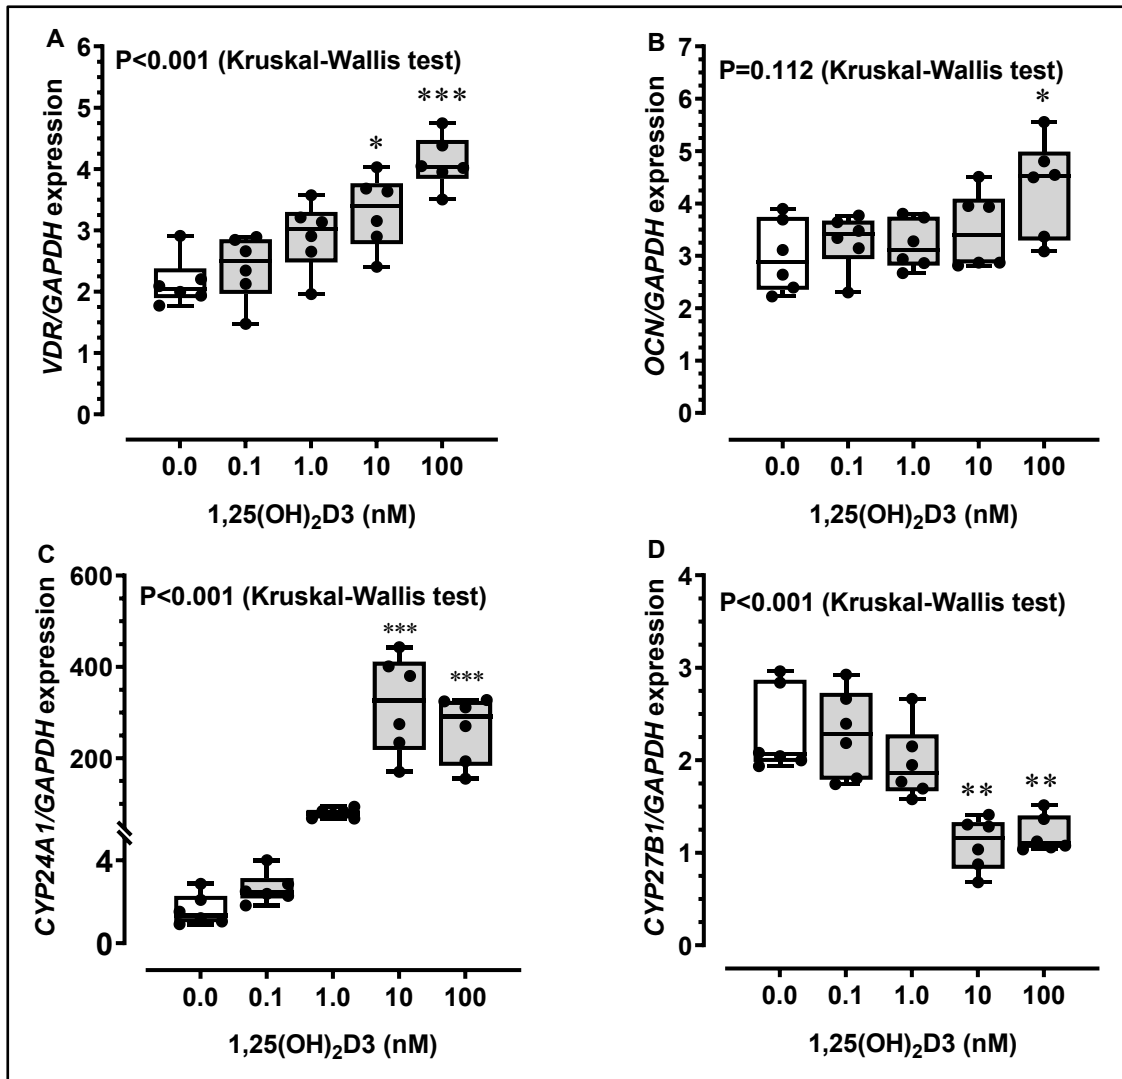 A
P<0.001 (Kruskal-Wallis test)
VDR/GAPDH expression
6
5
4
3
2
1
0
*
***
0.0 0.1 1.0 10 100
1,25(OH)₂D3 (nM)
B
P=0.112 (Kruskal-Wallis test)
OCN/GAPDH expression
7
6
5
4
3
2
1
0
*
0.0 0.1 1.0 10 100
1,25(OH)₂D3 (nM)
C
P<0.001 (Kruskal-Wallis test)
CYP24A1/GAPDH expression
600
400
200
4
0
***
***
0.0 0.1 1.0 10 100
1,25(OH)₂D3 (nM)
D
P<0.001 (Kruskal-Wallis test)
CYP27B1/GAPDH expression
4
3
2
1
0
**
**
0.0 0.1 1.0 10 100
1,25(OH)₂D3 (nM)